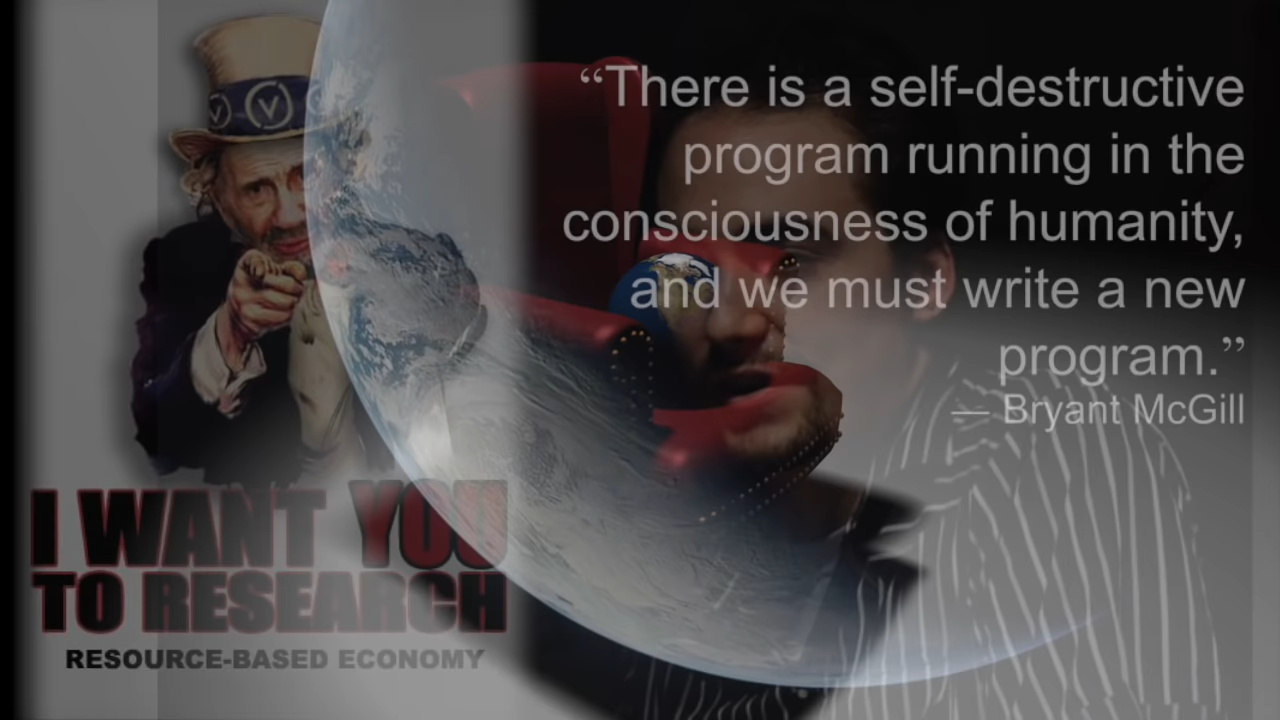 “There is a self-destructive
program running in the
consciousness of humanity,
and we must write a new
program.”
— Bryant McGill
I WANT YOU
TO RESEARCH
RESOURCE-BASED ECONOMY